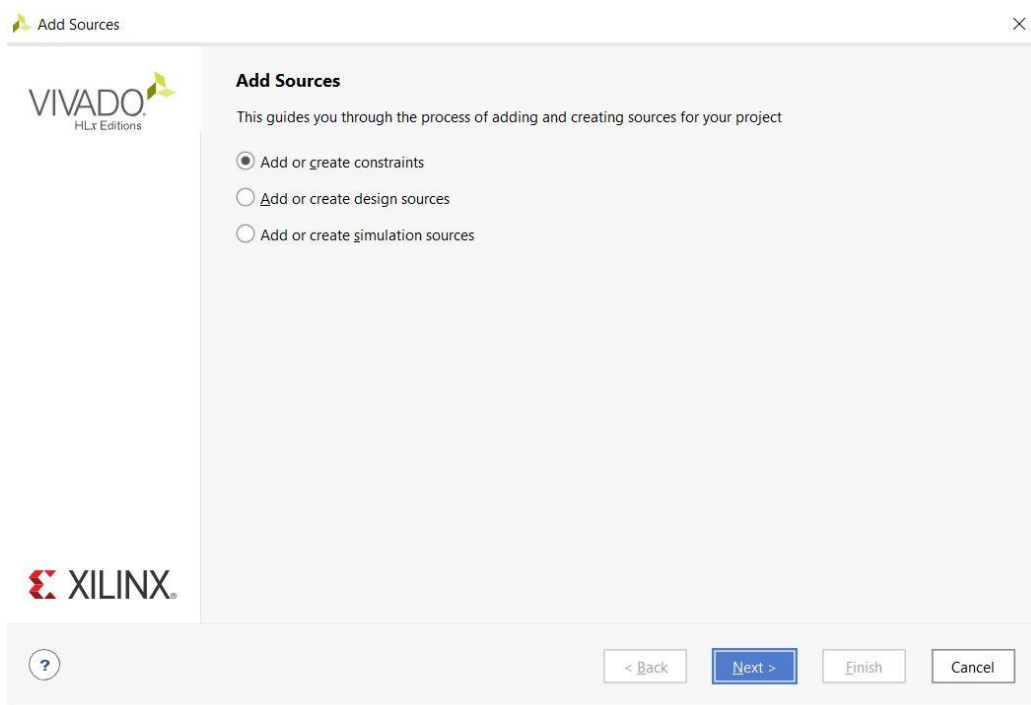 Add Sources
VIVADO.
HLx Editions
Add Sources
This guides you through the process of adding and creating sources for your project
Add or create constraints
Add or create design sources
Add or create simulation sources
XILINX®
?
< Back
Next >
Finish
Cancel